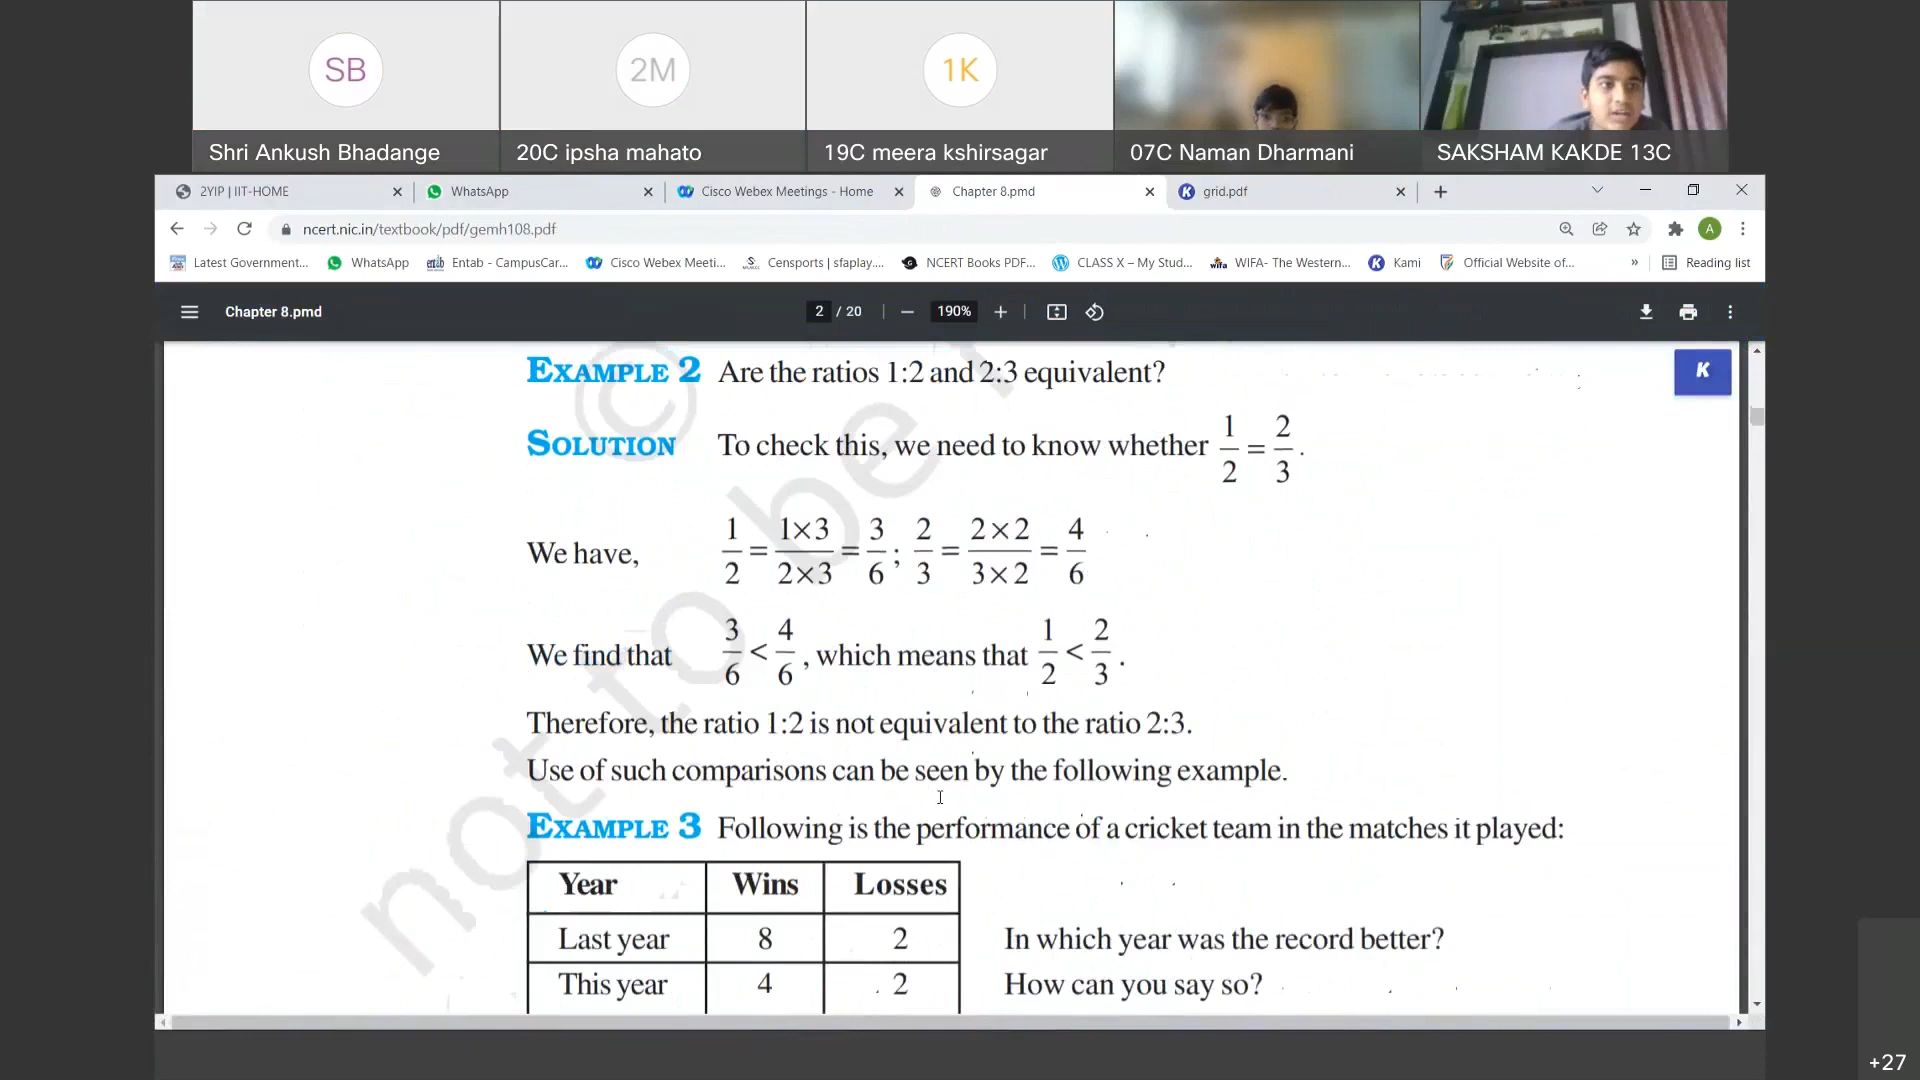 SB
2M
1K
Shri Ankush Bhadange
20C ipsha mahato
19C meera kshirsagar
07C Naman Dharmani
SAKSHAM KAKDE 13C
2YIP | IIT-HOME
WhatsApp
Cisco Webex Meetings - Home
Chapter 8.pmd
K grid.pdf
ncert.nic.in/textbook/pdf/gemh108.pdf
A
Latest Government...
WhatsApp
Entab - CampusCar...
Cisco Webex Meeti...
Censports | sfaplay....
NCERT Books PDF...
CLASS X – My Stud...
WIFA- The Western...
K Kami
Official Website of...
»
Reading list
Chapter 8.pmd
2 / 20
190%
K
EXAMPLE 2 Are the ratios 1:2 and 2:3 equivalent?
SOLUTION To check this, we need to know whether 1/2 = 2/3.
We have, 1/2 = 1×3/2×3 = 3/6; 2/3 = 2×2/3×2 = 4/6
We find that 3/6 < 4/6, which means that 1/2 < 2/3.
Therefore, the ratio 1:2 is not equivalent to the ratio 2:3.
Use of such comparisons can be seen by the following example.
EXAMPLE 3 Following is the performance of a cricket team in the matches it played:
Year Wins Losses
Last year 8 2 In which year was the record better?
This year 4 2 How can you say so?
© not to be r
+27